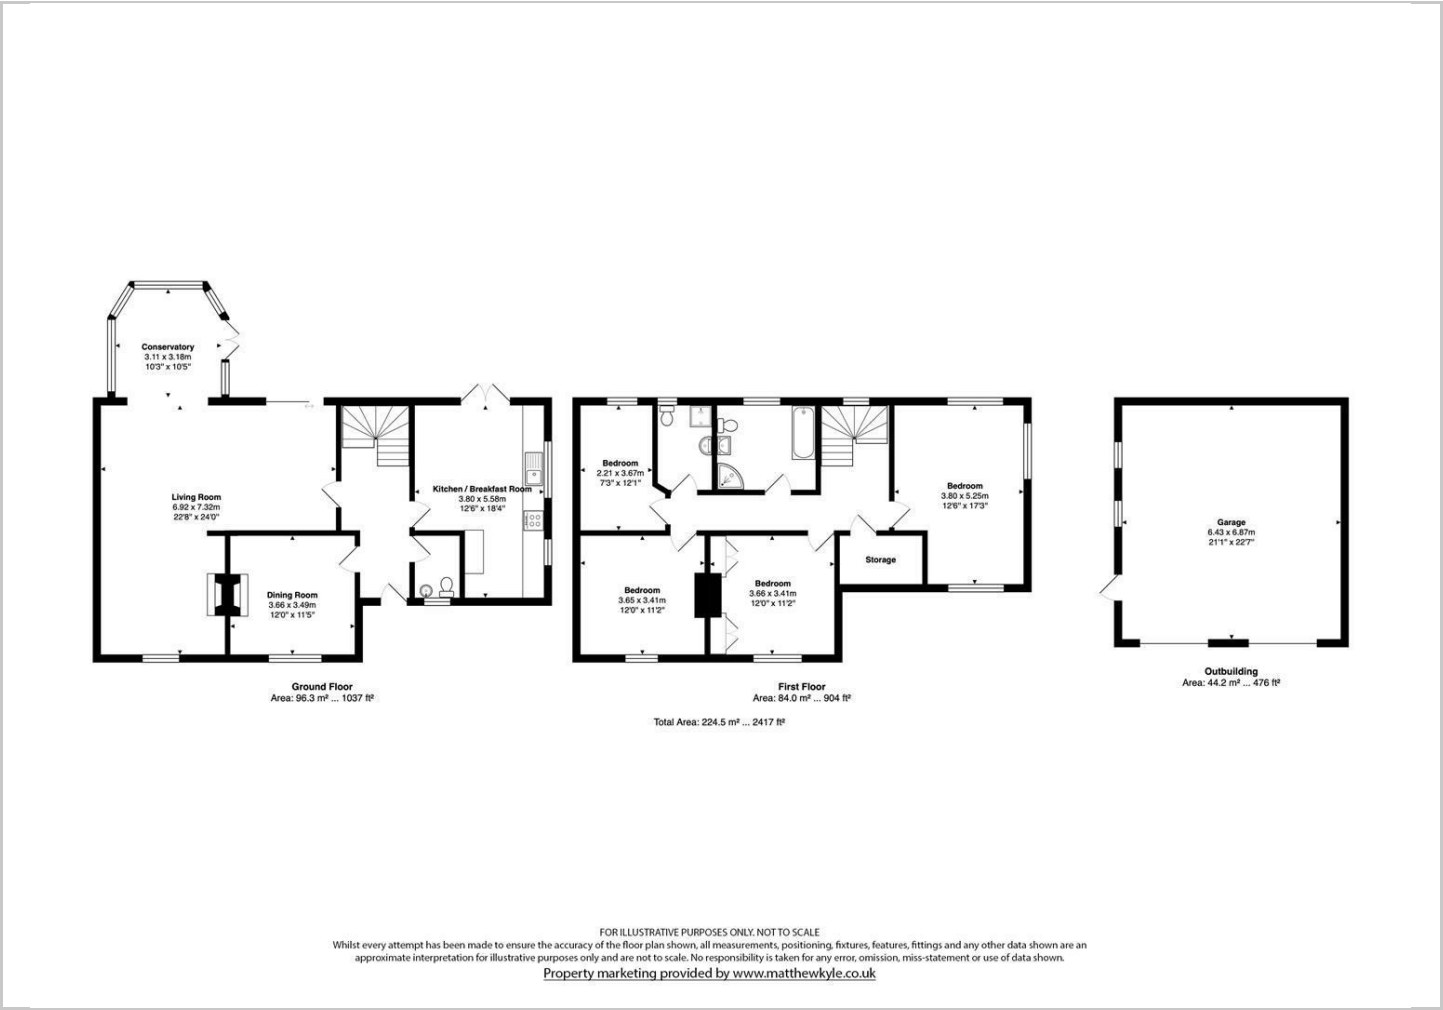 Conservatory
3.11 x 3.18m
10'3" x 10'5"
Living Room
6.92 x 7.32m
22'8" x 24'0"
Kitchen / Breakfast Room
3.80 x 5.58m
12'6" x 18'4"
Dining Room
3.66 x 3.49m
12'0" x 11'5"
Ground Floor
Area: 96.3 m² ... 1037 ft²
Bedroom
2.21 x 3.67m
7'3" x 12'1"
Bedroom
3.80 x 5.25m
12'6" x 17'3"
Storage
Bedroom
3.65 x 3.41m
12'0" x 11'2"
Bedroom
3.66 x 3.41m
12'0" x 11'2"
First Floor
Area: 84.0 m² ... 904 ft²
Garage
6.43 x 6.87m
21'1" x 22'7"
Outbuilding
Area: 44.2 m² ... 476 ft²
Total Area: 224.5 m² ... 2417 ft²
FOR ILLUSTRATIVE PURPOSES ONLY. NOT TO SCALE
Whilst every attempt has been made to ensure the accuracy of the floor plan shown, all measurements, positioning, fixtures, features, fittings and any other data shown are an
approximate interpretation for illustrative purposes only and are not to scale. No responsibility is taken for any error, omission, miss-statement or use of data shown.
Property marketing provided by www.matthewkyle.co.uk